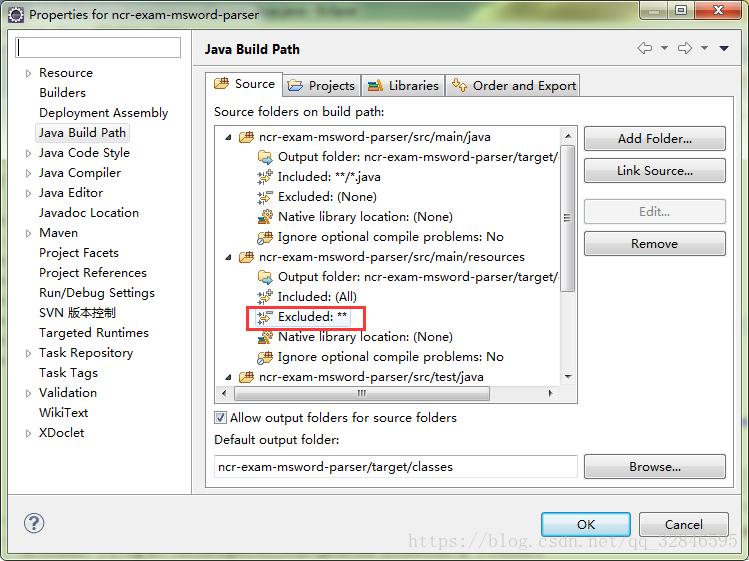 Properties for ncr-exam-msword-parser
Resource
Builders
Deployment Assembly
Java Build Path
Java Code Style
Java Compiler
Java Editor
Javadoc Location
Maven
Project Facets
Project References
Run/Debug Settings
SVN 版本控制
Targeted Runtimes
Task Repository
Task Tags
Validation
WikiText
XDoclet
Java Build Path
Source
Projects
Libraries
Order and Export
Source folders on build path:
ncr-exam-msword-parser/src/main/java
Output folder: ncr-exam-msword-parser/target/
Included: **/*.java
Excluded: (None)
Native library location: (None)
Ignore optional compile problems: No
ncr-exam-msword-parser/src/main/resources
Output folder: ncr-exam-msword-parser/target/
Included: (All)
Excluded: **
Native library location: (None)
Ignore optional compile problems: No
ncr-exam-msword-parser/src/test/java
Add Folder...
Link Source...
Edit...
Remove
Allow output folders for source folders
Default output folder:
ncr-exam-msword-parser/target/classes
Browse...
OK
Cancel
https://blog.csdn.net/qq_32846595